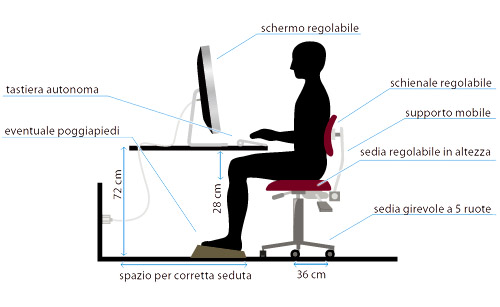 schermo regolabile
tastiera autonoma
schienale regolabile
supporto mobile
eventuale poggiapiedi
sedia regolabile in altezza
72 cm
28 cm
sedia girevole a 5 ruote
spazio per corretta seduta
36 cm